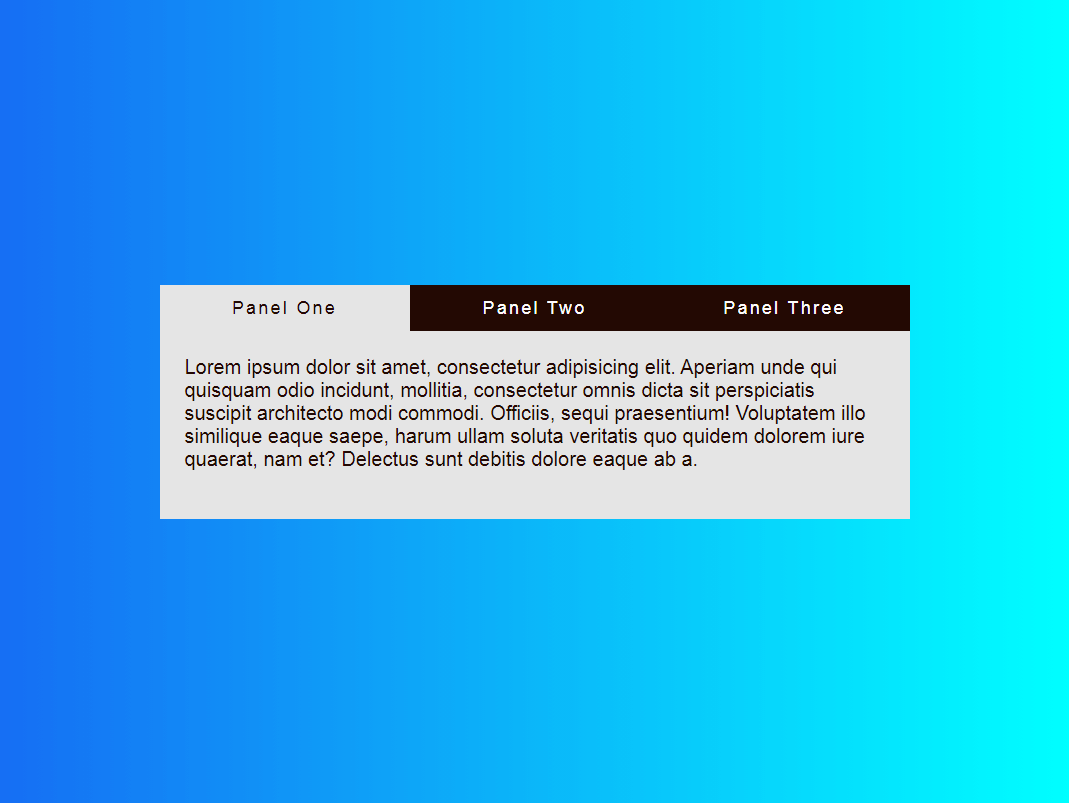 Panel One Panel Two Panel Three
Lorem ipsum dolor sit amet, consectetur adipisicing elit. Aperiam unde qui
quisquam odio incidunt, mollitia, consectetur omnis dicta sit perspiciatis
suscipit architecto modi commodi. Officiis, sequi praesentium! Voluptatem illo
similique eaque saepe, harum ullam soluta veritatis quo quidem dolorem iure
quaerat, nam et? Delectus sunt debitis dolore eaque ab a.